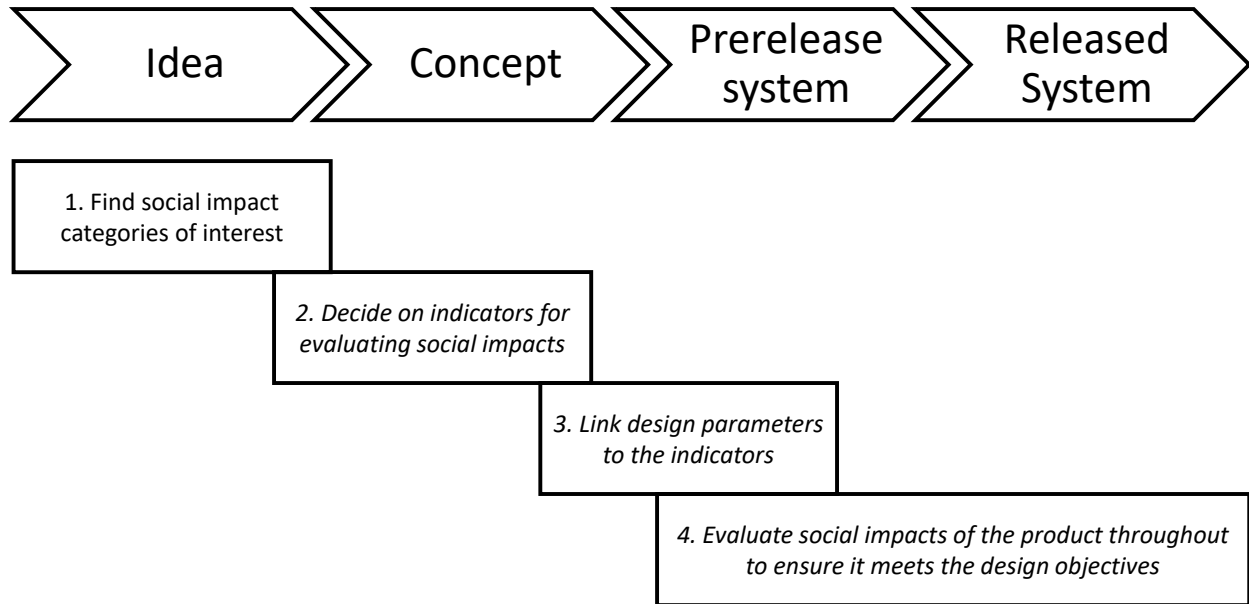 Idea
Concept
Prerelease
system
Released
System
1. Find social impact
categories of interest
2. Decide on indicators for
evaluating social impacts
3. Link design parameters
to the indicators
4. Evaluate social impacts of the product throughout
to ensure it meets the design objectives